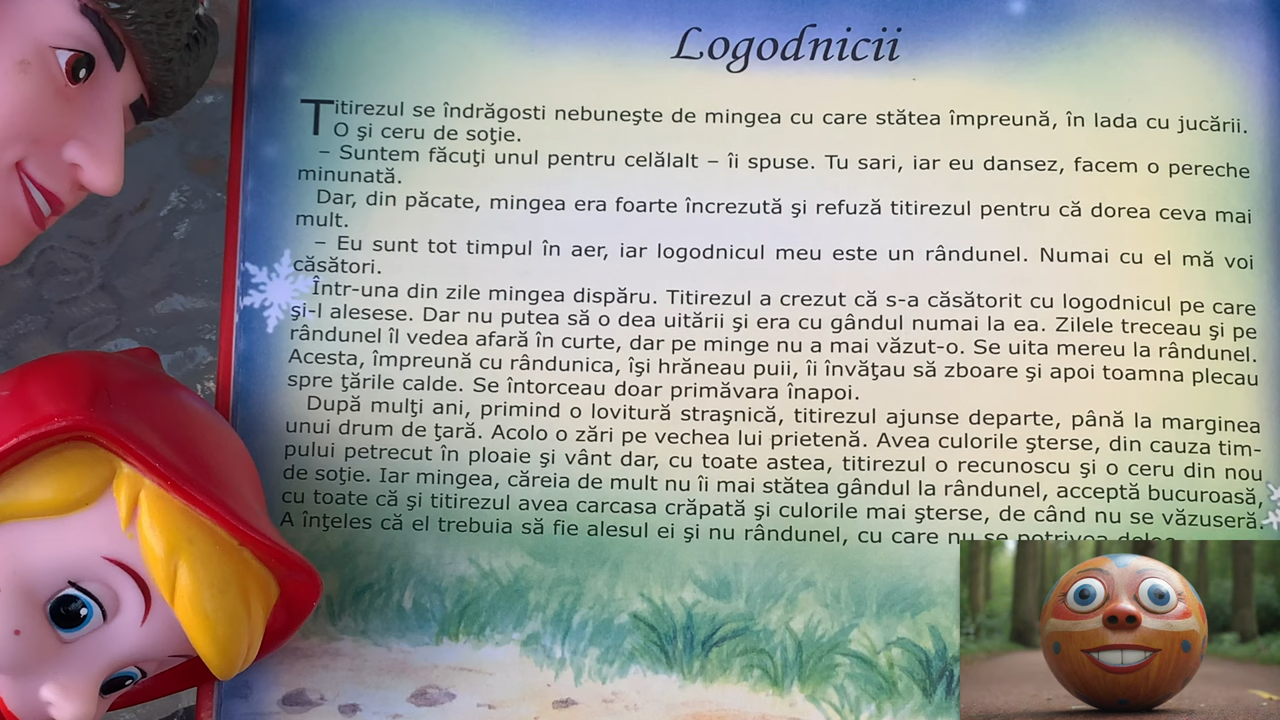 Logodnicii
Titirezul se îndrăgosti nebuneşte de mingea cu care stătea împreună, în lada cu jucării.
O şi ceru de soţie.
– Suntem făcuţi unul pentru celălalt – îi spuse. Tu sari, iar eu dansez, facem o pereche
minunată.
Dar, din păcate, mingea era foarte încrezută şi refuză titirezul pentru că dorea ceva mai
mult.
– Eu sunt tot timpul în aer, iar logodnicul meu este un rândunel. Numai cu el mă voi
căsători.
Într-una din zile mingea dispăru. Titirezul a crezut că s-a căsătorit cu logodnicul pe care
şi-l alesese. Dar nu putea să o dea uitării şi era cu gândul numai la ea. Zilele treceau şi pe
rândunel îl vedea afară în curte, dar pe minge nu a mai văzut-o. Se uita mereu la rândunel.
Acesta, împreună cu rândunica, îşi hrăneau puii, îi învăţau să zboare şi apoi toamna plecau
spre ţările calde. Se întorceau doar primăvara înapoi.
După mulţi ani, primind o lovitură straşnică, titirezul ajunse departe, până la marginea
unui drum de ţară. Acolo o zări pe vechea lui prietenă. Avea culorile şterse, din cauza tim-
pului petrecut în ploaie şi vânt dar, cu toate astea, titirezul o recunoscu şi o ceru din nou
de soţie. Iar mingea, căreia de mult nu îi mai stătea gândul la rândunel, acceptă bucuroasă,
cu toate că şi titirezul avea carcasa crăpată şi culorile mai şterse, de când nu se văzuseră.
A înţeles că el trebuia să fie alesul ei şi nu rândunel, cu care nu se potrivea